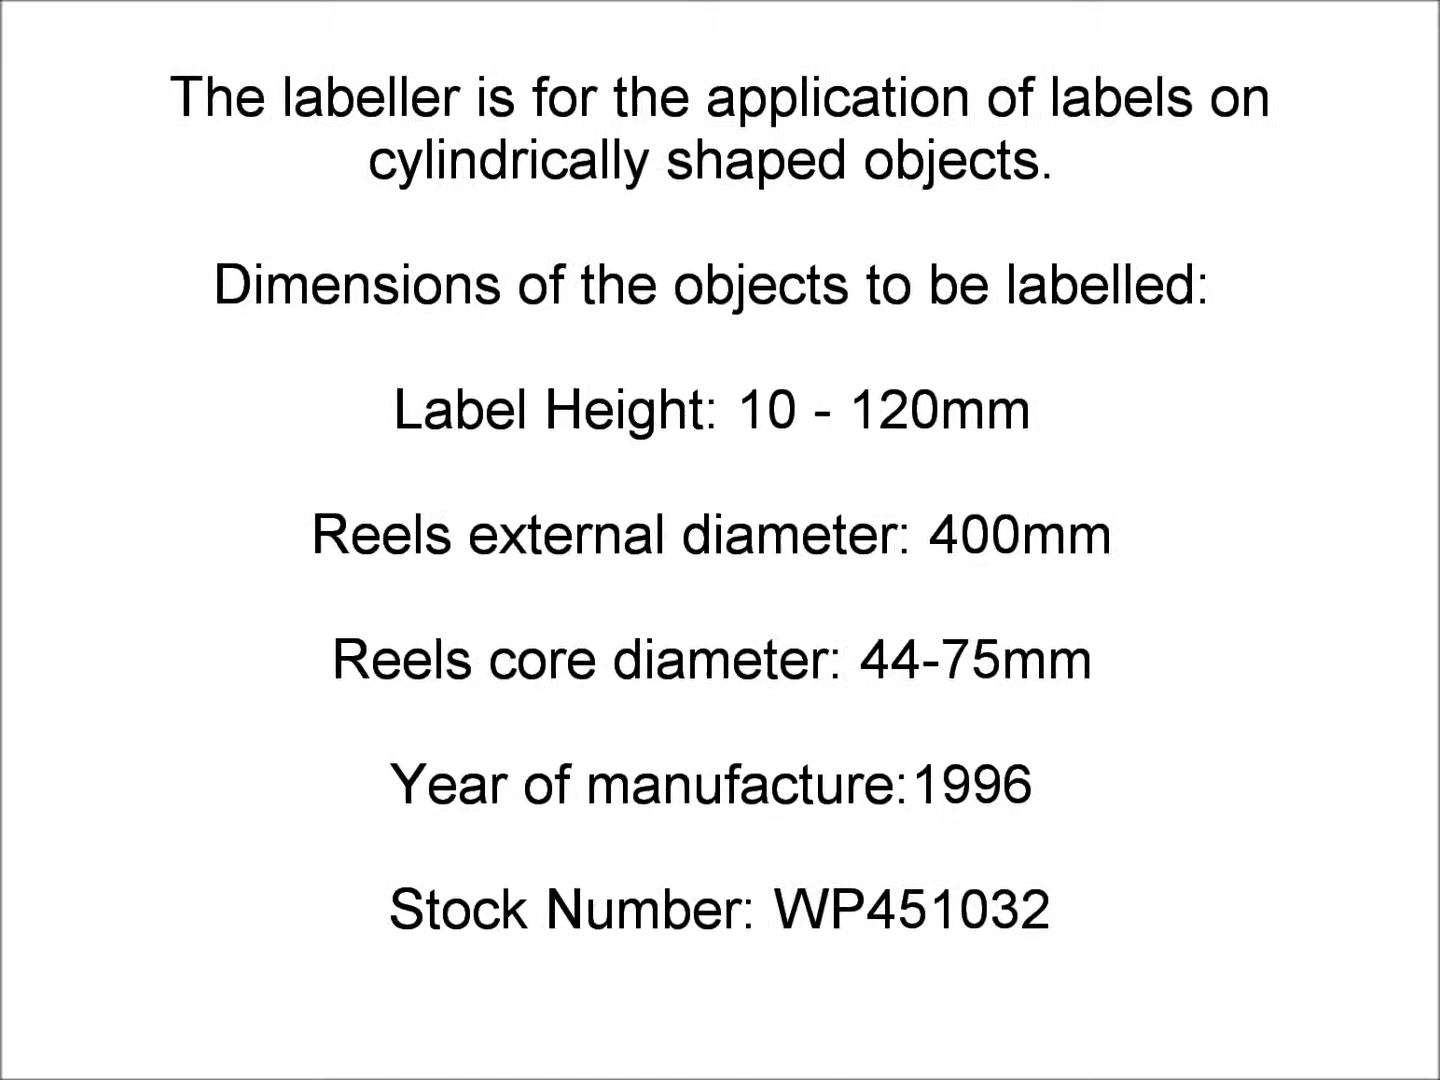 The labeller is for the application of labels on
cylindrically shaped objects.
Dimensions of the objects to be labelled:
Label Height: 10 - 120mm
Reels external diameter: 400mm
Reels core diameter: 44-75mm
Year of manufacture:1996
Stock Number: WP451032